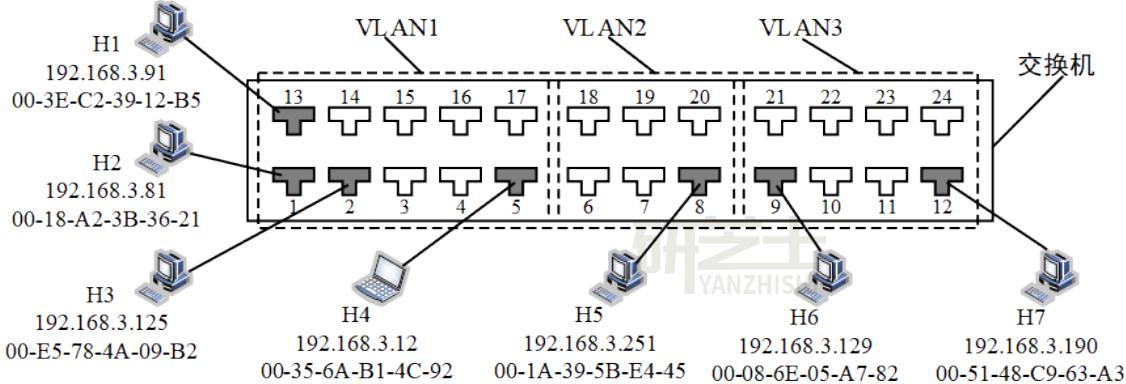 VLAN1 VLAN2 VLAN3
交换机
H1
192.168.3.91
00-3E-C2-39-12-B5
H2
192.168.3.81
00-18-A2-3B-36-21
13 14 15 16 17 18 19 20 21 22 23 24
1 2 3 4 5 6 7 8 9 10 11 12
研芝士
YANZHISHI
H3
192.168.3.125
00-E5-78-4A-09-B2
H4
192.168.3.12
00-35-6A-B1-4C-92
H5
192.168.3.251
00-1A-39-5B-E4-45
H6
192.168.3.129
00-08-6E-05-A7-82
H7
192.168.3.190
00-51-48-C9-63-A3